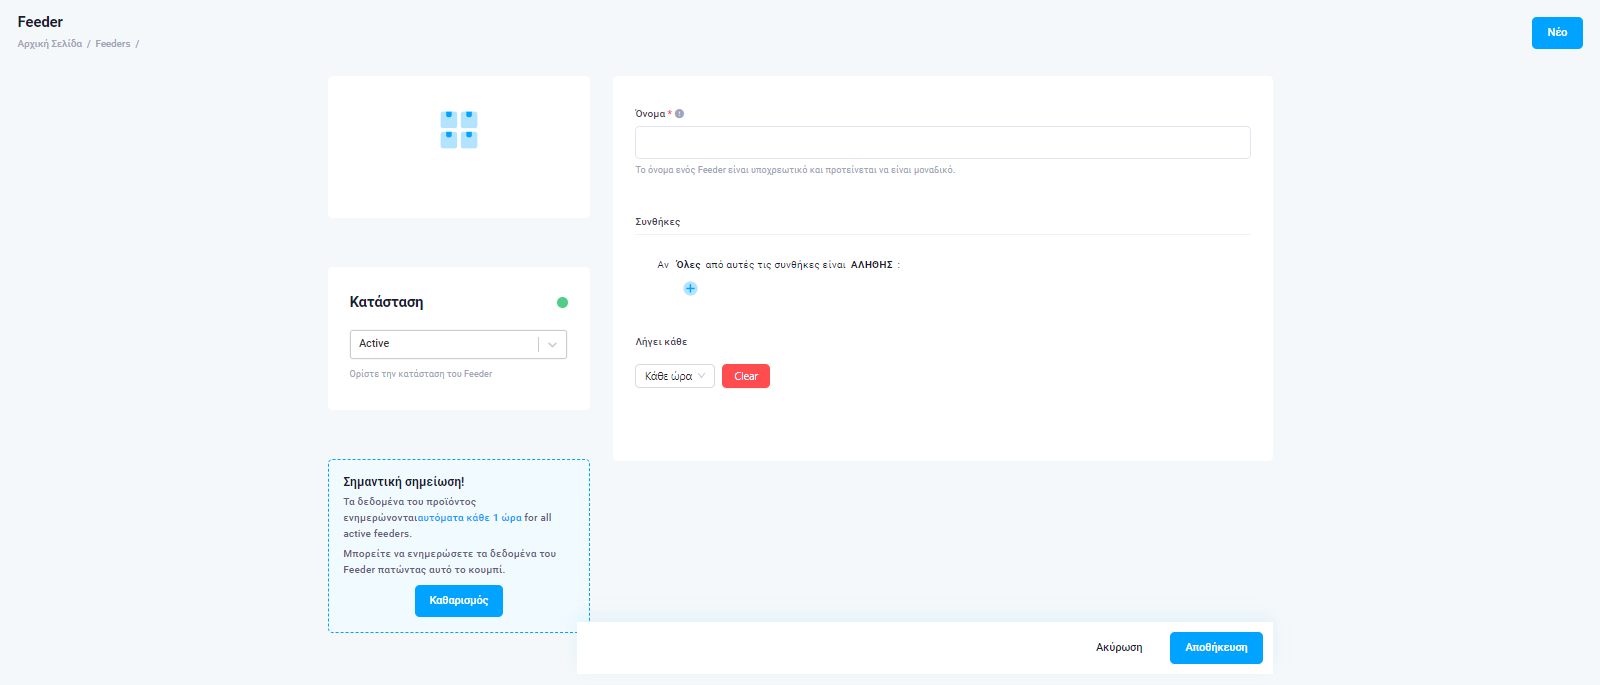 Feeder
Αρχική Σελίδα / Feeders /
Νέο
Κατάσταση
Active
Ορίστε την κατάσταση του Feeder
Σημαντική σημείωση!
Τα δεδομένα του προϊόντος
ενημερώνονταιαυτόματα κάθε 1 ώρα for all
active feeders.
Μπορείτε να ενημερώσετε τα δεδομένα του
Feeder πατώντας αυτό το κουμπί.
Καθαρισμός
Όνομα *
Το όνομα ενός Feeder είναι υποχρεωτικό και προτείνεται να είναι μοναδικό.
Συνθήκες
Αν Όλες από αυτές τις συνθήκες είναι ΑΛΗΘΗΣ :
Λήγει κάθε
Κάθε ώρα Clear
Ακύρωση Αποθήκευση